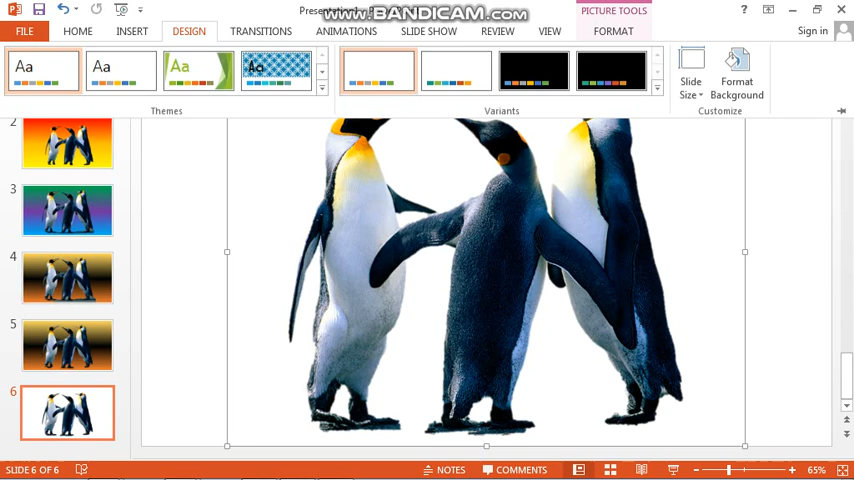 Presentation
www.BANDICAM.com
PICTURE TOOLS
FILE
HOME
INSERT
DESIGN
TRANSITIONS
ANIMATIONS
SLIDE SHOW
REVIEW
VIEW
FORMAT
Sign in
Aa
Aa
Aa
Aa
Slide
Size
Format
Background
Themes
Variants
Customize
2
3
4
5
6
SLIDE 6 OF 6
NOTES
COMMENTS
65%